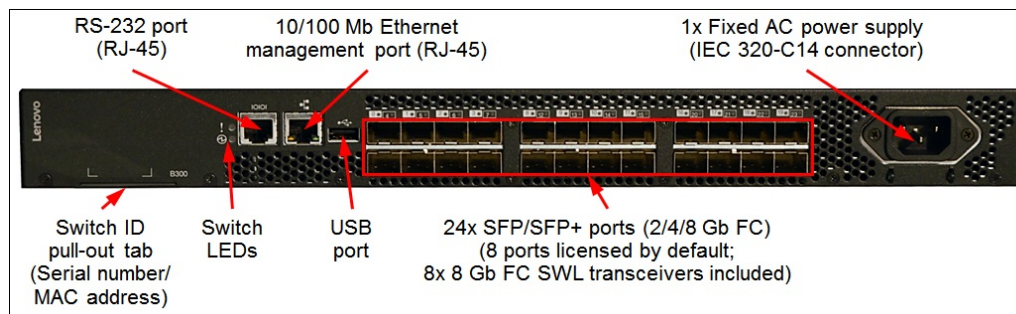 RS-232 port
(RJ-45)
10/100 Mb Ethernet
management port (RJ-45)
1x Fixed AC power supply
(IEC 320-C14 connector)
Lenovo
IOIOI
B300
Switch ID
pull-out tab
(Serial number/
MAC address)
Switch
LEDs
USB
port
24x SFP/SFP+ ports (2/4/8 Gb FC)
(8 ports licensed by default;
8x 8 Gb FC SWL transceivers included)